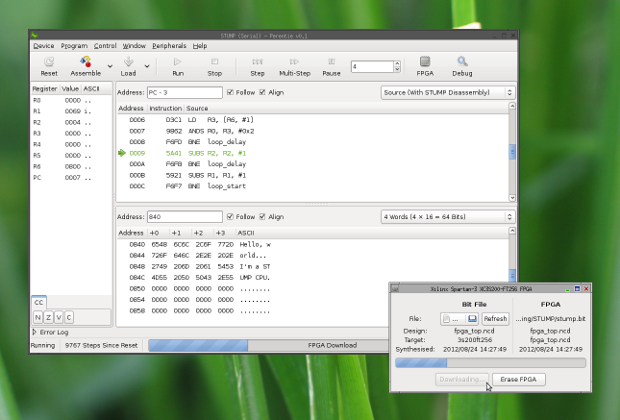 STUMP (Serial) - Perentie v0.1
Device Program Control Window Peripherals Help
Reset Assemble Load Run Stop Step Multi-Step Pause 4 FPGA Debug
Register Value ASCII
R0 0000 ..
R1 0069 i.
R2 0004 ..
R3 0000 ..
R4 0000 ..
R5 0000 ..
R6 0800 ..
PC 0007 ..
CC
N Z V C
Address: PC - 3 Follow Align Source (With STUMP Disassembly)
Address Instruction Source
0006 D3C1 LD R3, [R6, #1]
0007 9862 ANDS R0, R3, #0x2
0008 F6FD BNE loop_delay
0009 5A41 SUBS R2, R2, #1
000A F6FB BNE loop_delay
000B 5921 SUBS R1, R1, #1
000C F6F7 BNE loop_start
Address: 840 Follow Align 4 Words (4 × 16 = 64 Bits)
Address +0 +1 +2 +3 ASCII
0840 6548 6C6C 2C6F 7720 Hello, w
0844 726F 646C 2E2E 202E orld...
0848 2749 206D 2061 5453 I'm a ST
084C 4D55 2050 5043 2E55 UMP CPU.
0850 0000 0000 0000 0000 ........
0854 0000 0000 0000 0000 ........
0858 0000 0000 0000 0000 ........
Error Log
Running 9767 Steps Since Reset FPGA Download
Xilinx Spartan-3 XC3S200-FT256 FPGA
Bit File FPGA
File: ... Refresh ...ing/STUMP/stump.bit
Design: fpga_top.ncd fpga_top.ncd
Target: 3s200ft256 fpga_top.ncd
Synthesised: 2012/08/24 14:27:49 2012/08/24 14:27:49
Downloading... Erase FPGA